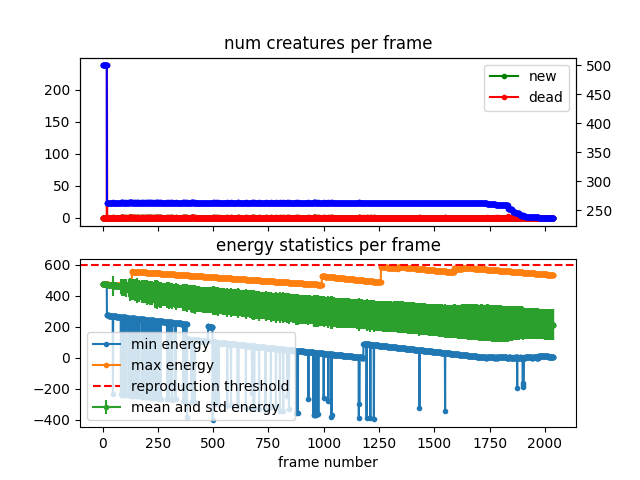 num creatures per frame
200
150
100
50
0
500
450
400
350
300
250
new
dead
energy statistics per frame
600
400
200
0
−200
−400
min energy
max energy
reproduction threshold
mean and std energy
0 250 500 750 1000 1250 1500 1750 2000
frame number